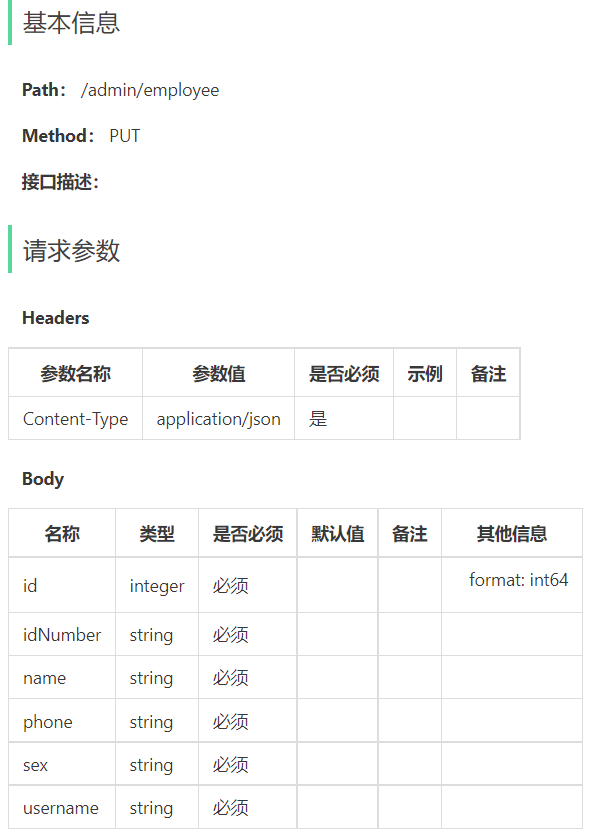 基本信息
Path： /admin/employee
Method： PUT
接口描述：
请求参数
Headers
参数名称 参数值 是否必须 示例 备注
Content-Type application/json 是
Body
名称 类型 是否必须 默认值 备注 其他信息
id integer 必须 format: int64
idNumber string 必须
name string 必须
phone string 必须
sex string 必须
username string 必须